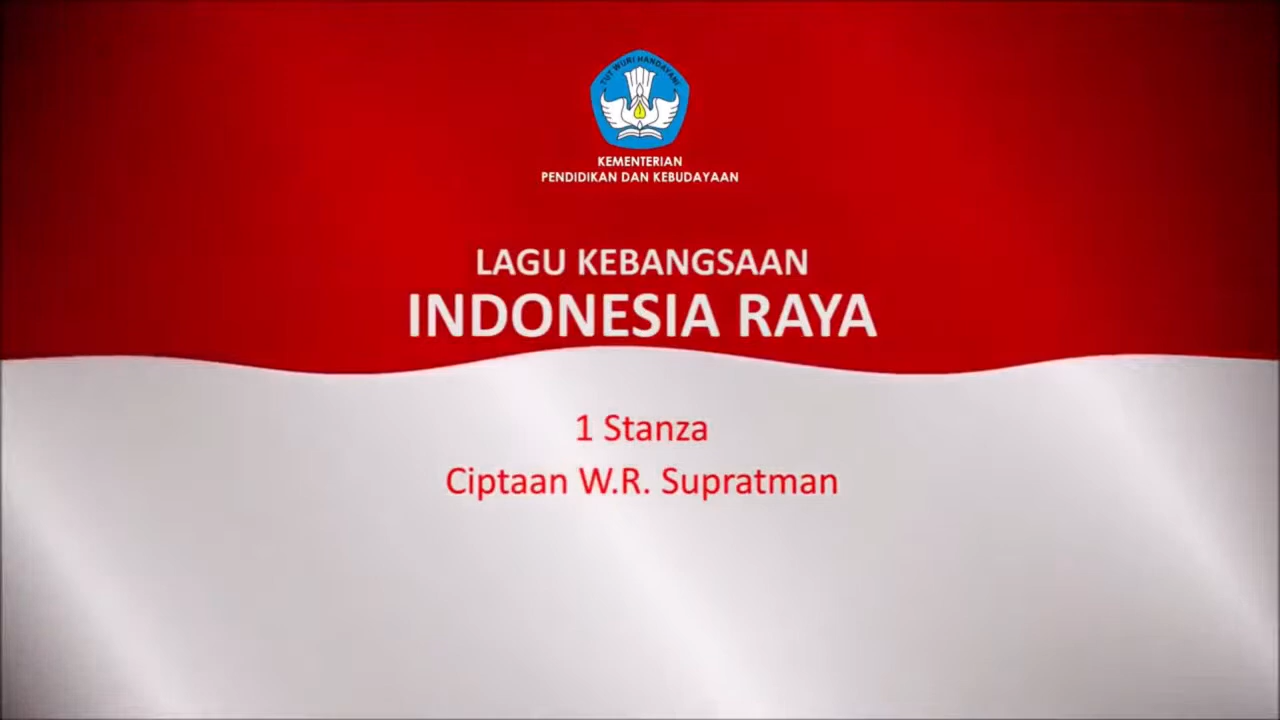 TUT WURI HANDAYANI
KEMENTERIAN
PENDIDIKAN DAN KEBUDAYAAN
LAGU KEBANGSAAN
INDONESIA RAYA
1 Stanza
Ciptaan W.R. Supratman